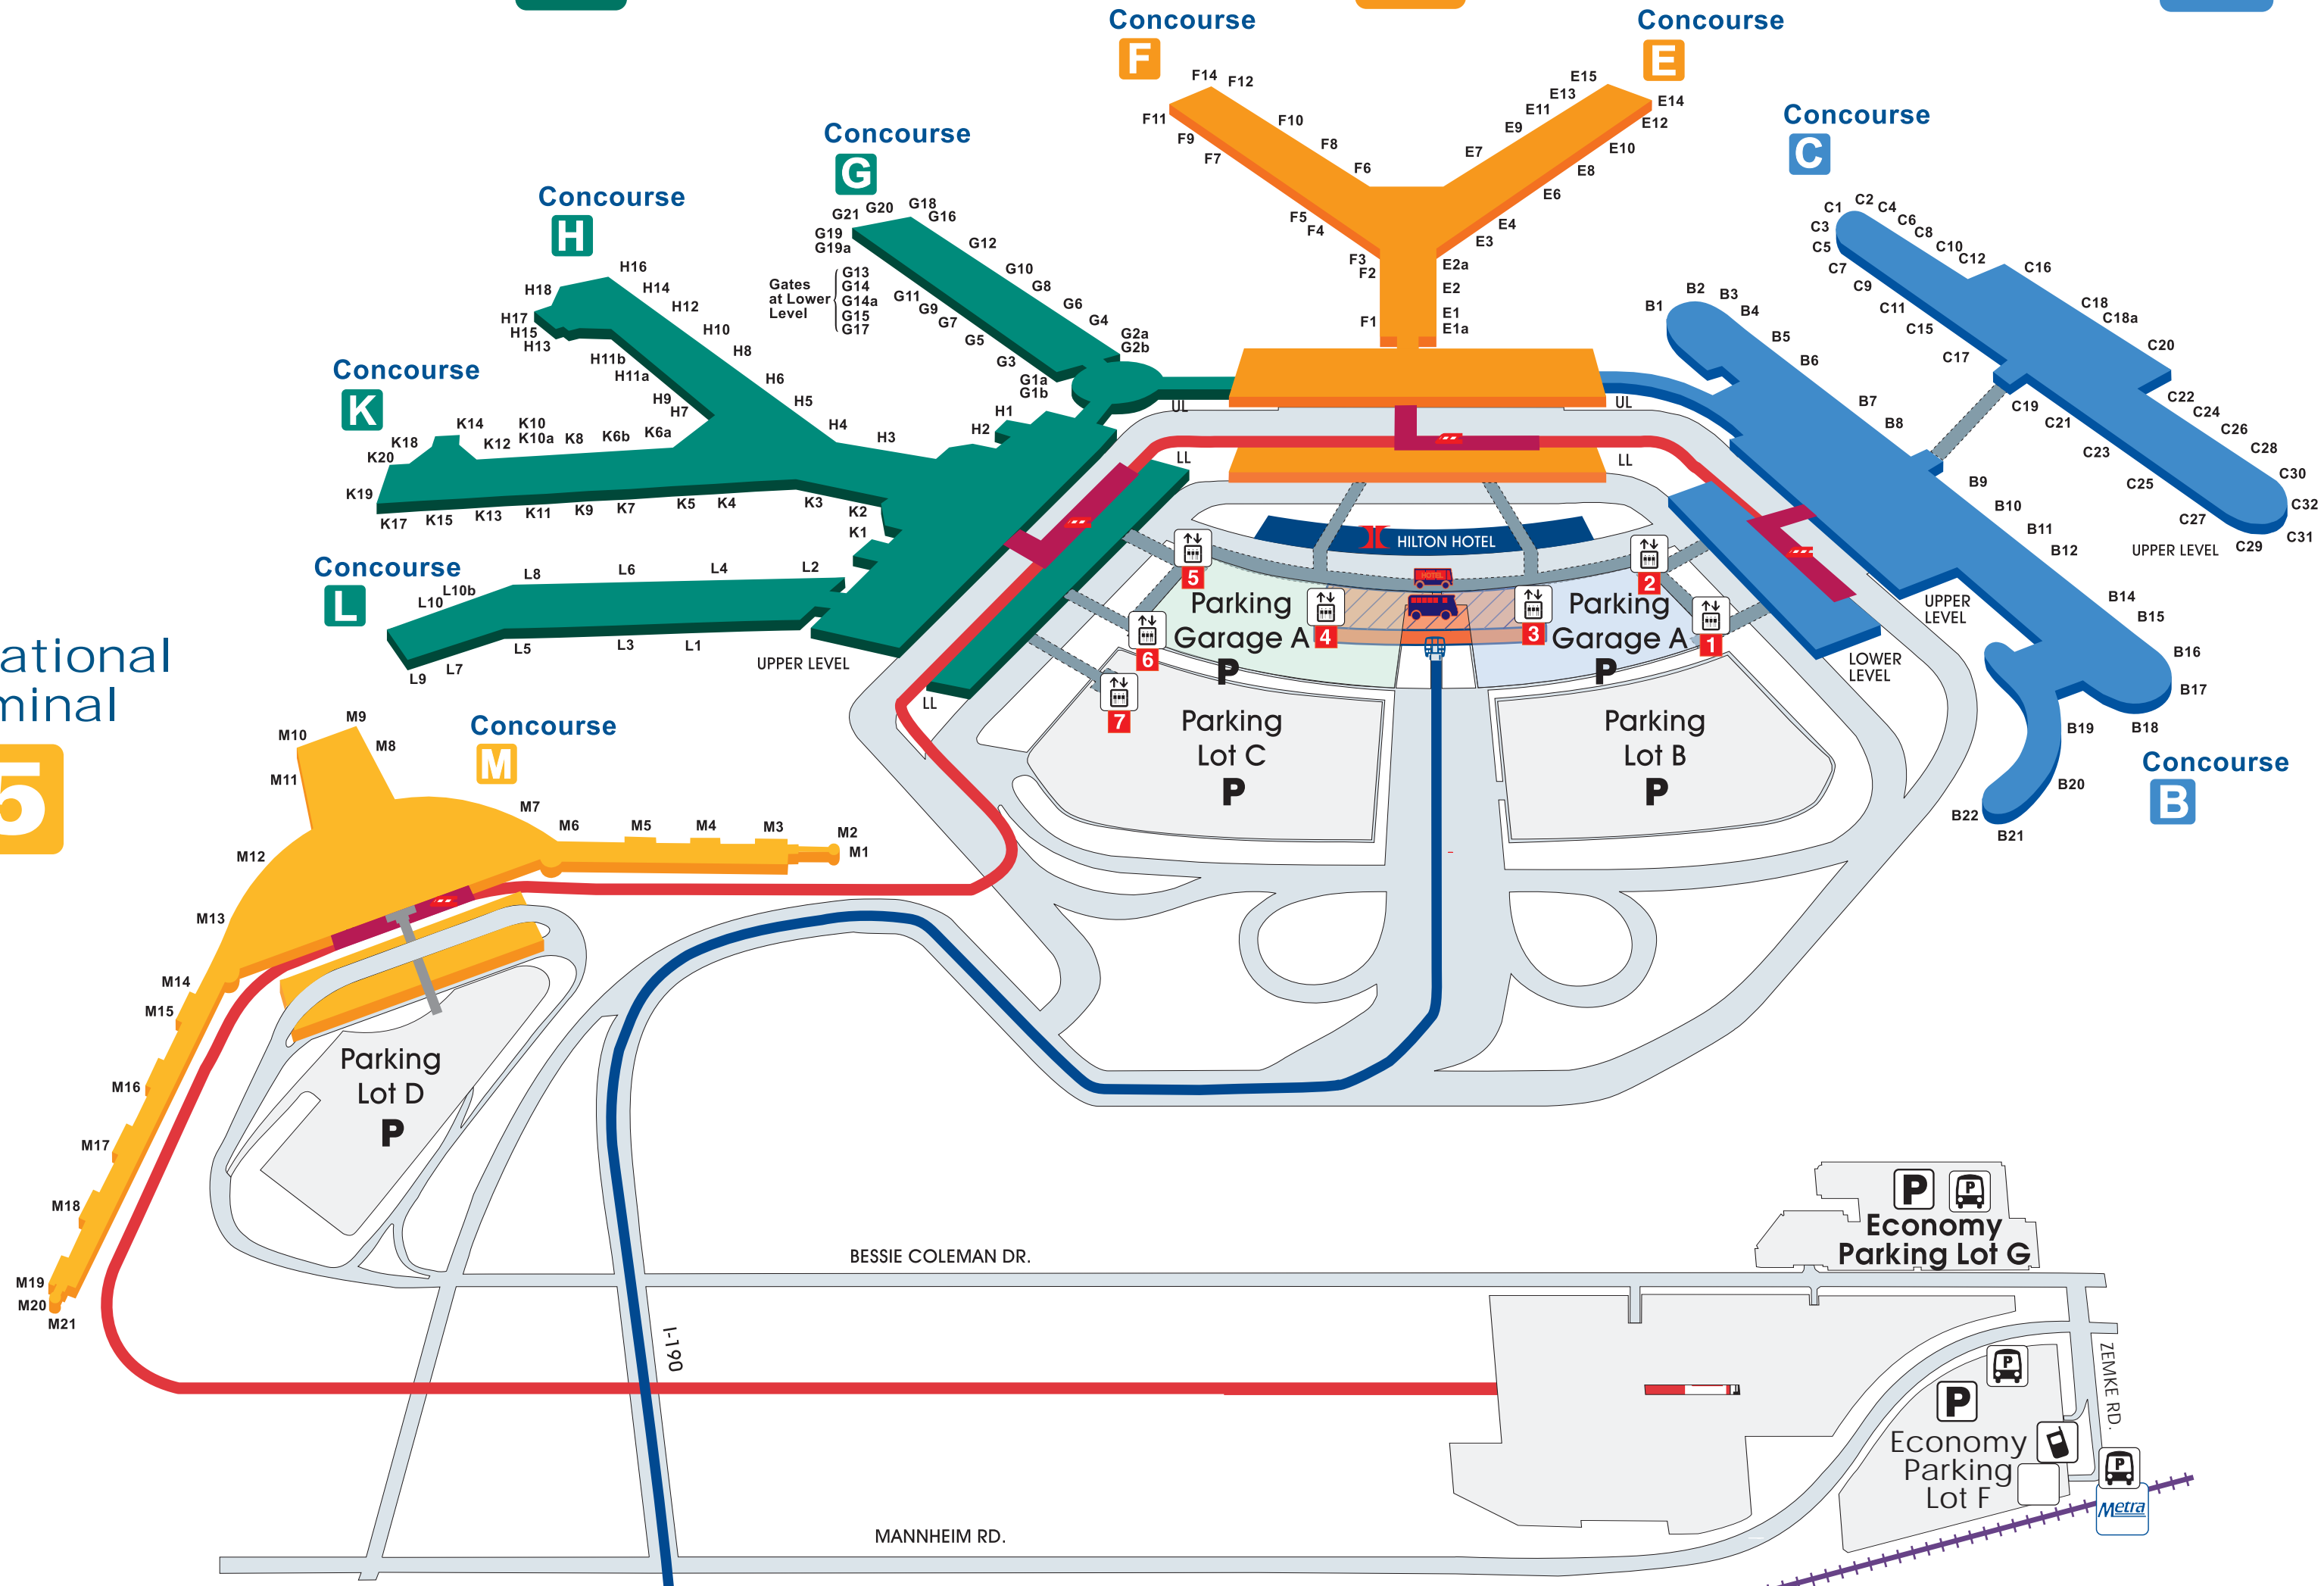 Concourse
F
Concourse
E
Concourse
C
Concourse
G
Concourse
H
Concourse
K
Concourse
L
Concourse
M
Concourse
B
F14
F12
F11
F10
F9
F8
F7
F6
F5
F4
F3
F2
F1
E15
E13
E14
E11
E12
E9
E10
E7
E8
E6
E4
E3
E2a
E2
E1
E1a
G21
G20
G18
G16
G19
G19a
G12
Gates
at Lower
Level
G13
G14
G14a
G15
G17
G10
G8
G11
G9
G7
G6
G5
G4
G3
G2a
G2b
G1a
G1b
H18
H16
H14
H12
H17
H15
H13
H10
H8
H11b
H11a
H6
H9
H7
H5
H4
H3
H2
H1
K14
K18
K12
K10
K10a
K8
K6b
K6a
K20
K19
K17
K15
K13
K11
K9
K7
K5
K4
K3
K2
K1
L10
L10b
L8
L6
L4
L2
L9
L7
L5
L3
L1
UPPER LEVEL
C1
C2
C4
C6
C8
C10
C12
C3
C5
C7
C9
C11
C15
C17
C16
C18
C18a
C20
C22
C24
C26
C28
C30
C32
C31
C29
C19
C21
C23
C25
C27
UPPER LEVEL
B1
B2
B3
B4
B5
B6
B7
B8
B9
B10
B11
B12
B14
B15
B16
B17
B18
B19
B20
B21
B22
UPPER
LEVEL
LOWER
LEVEL
UL
LL
UL
LL
LL
HILTON HOTEL
HOTEL
5
2
4
3
1
6
7
Parking
Garage A
P
Parking
Garage A
P
Parking
Lot C
P
Parking
Lot B
P
ational
minal
5
M10
M9
M8
M11
M7
M6
M5
M4
M3
M2
M1
M12
M13
M14
M15
M16
M17
M18
M19
M20
M21
Parking
Lot D
P
BESSIE COLEMAN DR.
I-190
MANNHEIM RD.
P
P
Economy
Parking Lot G
P
P
Economy
Parking
Lot F
ZEMKE RD.
P
Metra